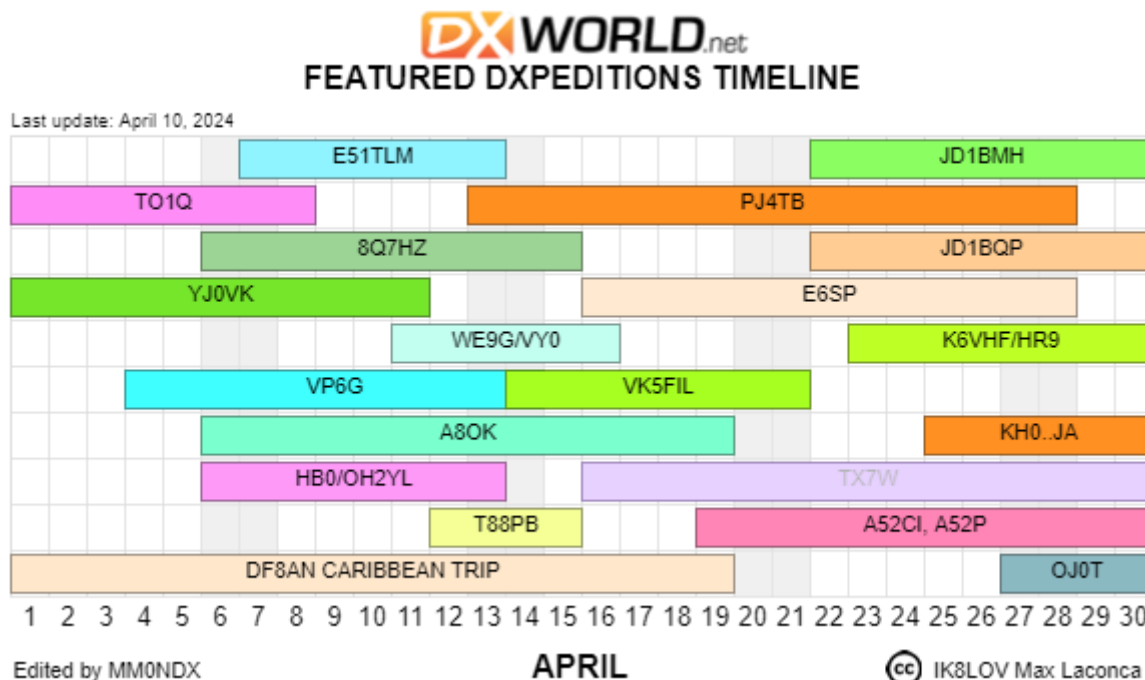 DX WORLD.net
FEATURED DXPEDITIONS TIMELINE
Last update: April 10, 2024
E51TLM JD1BMH
TO1Q PJ4TB
8Q7HZ JD1BQP
YJ0VK E6SP
WE9G/VY0 K6VHF/HR9
VP6G VK5FIL
A8OK KH0..JA
HB0/OH2YL TX7W
T88PB A52CI, A52P
DF8AN CARIBBEAN TRIP OJ0T
1 2 3 4 5 6 7 8 9 10 11 12 13 14 15 16 17 18 19 20 21 22 23 24 25 26 27 28 29 30
Edited by MM0NDX APRIL cc IK8LOV Max Laconca